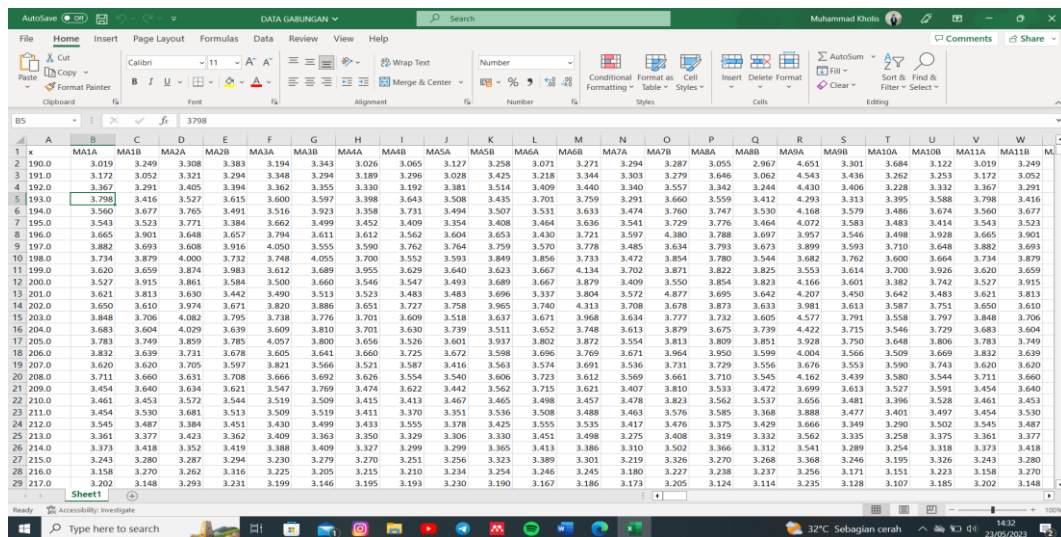 AutoSave Off DATA GABUNGAN Search Muhammad Kholis
File Home Insert Page Layout Formulas Data Review View Help Comments Share
Paste Cut Copy Format Painter Calibri 11 A A B I U A Wrap Text Merge & Center Number % Conditional Formatting Format as Table Cell Styles Insert Delete Format AutoSum Fill Clear Sort & Filter Find & Select
Clipboard Font Alignment Number Styles Cells Editing
B5 fx 3798
A B C D E F G H I J K L M N O P Q R S T U V W
1 x MA1A MA1B MA2A MA2B MA3A MA3B MA4A MA4B MA5A MA5B MA6A MA6B MA7A MA7B MA8A MA8B MA9A MA9B MA10A MA10B MA11A MA11B
2 190.0 3.019 3.249 3.308 3.383 3.194 3.343 3.026 3.065 3.127 3.258 3.071 3.271 3.294 3.287 3.055 2.967 4.651 3.301 3.684 3.122 3.019 3.249
3 191.0 3.172 3.052 3.321 3.294 3.348 3.294 3.189 3.296 3.028 3.425 3.218 3.344 3.303 3.279 3.646 3.062 4.543 3.436 3.262 3.253 3.172 3.052
4 192.0 3.367 3.291 3.405 3.394 3.362 3.355 3.330 3.192 3.381 3.514 3.409 3.440 3.340 3.557 3.342 3.244 4.430 3.406 3.228 3.332 3.367 3.291
5 193.0 3.798 3.416 3.527 3.615 3.600 3.597 3.398 3.643 3.508 3.435 3.701 3.759 3.291 3.660 3.559 3.412 4.293 3.313 3.395 3.588 3.798 3.416
6 194.0 3.560 3.677 3.765 3.491 3.516 3.923 3.358 3.731 3.494 3.507 3.531 3.633 3.474 3.760 3.747 3.530 4.168 3.579 3.486 3.674 3.560 3.677
7 195.0 3.543 3.523 3.771 3.384 3.662 3.499 3.452 3.409 3.354 3.408 3.464 3.636 3.541 3.729 3.776 3.464 4.072 3.583 3.483 3.414 3.543 3.523
8 196.0 3.665 3.901 3.648 3.657 3.794 3.611 3.612 3.562 3.604 3.653 3.430 3.721 3.597 4.380 3.788 3.697 3.957 3.546 3.498 3.928 3.665 3.901
9 197.0 3.882 3.693 3.608 3.916 4.050 3.555 3.590 3.762 3.764 3.759 3.570 3.778 3.485 3.634 3.793 3.673 3.899 3.593 3.710 3.648 3.882 3.693
10 198.0 3.734 3.879 4.000 3.732 3.748 4.055 3.700 3.552 3.593 3.849 3.856 3.733 3.472 3.854 3.780 3.544 3.682 3.762 3.600 3.664 3.734 3.879
11 199.0 3.620 3.659 3.874 3.983 3.612 3.689 3.955 3.629 3.640 3.623 3.667 4.134 3.702 3.871 3.822 3.825 3.553 3.614 3.700 3.926 3.620 3.659
12 200.0 3.527 3.915 3.861 3.584 3.500 3.660 3.546 3.547 3.493 3.689 3.667 3.879 3.409 3.550 3.854 3.823 4.166 3.601 3.382 3.742 3.527 3.915
13 201.0 3.621 3.813 3.630 3.442 3.490 3.513 3.523 3.483 3.483 3.696 3.337 3.804 3.572 4.877 3.695 3.642 4.207 3.450 3.642 3.483 3.621 3.813
14 202.0 3.650 3.610 3.974 3.671 3.820 3.886 3.651 3.727 3.758 3.965 3.740 4.313 3.708 3.678 3.873 3.633 3.981 3.613 3.587 3.751 3.650 3.610
15 203.0 3.848 3.706 4.082 3.795 3.738 3.776 3.701 3.609 3.518 3.637 3.671 3.968 3.634 3.777 3.732 3.605 4.577 3.791 3.558 3.797 3.848 3.706
16 204.0 3.683 3.604 4.029 3.639 3.609 3.810 3.701 3.630 3.739 3.511 3.652 3.748 3.613 3.879 3.675 3.739 4.422 3.715 3.546 3.729 3.683 3.604
17 205.0 3.783 3.749 3.859 3.785 4.057 3.800 3.656 3.526 3.601 3.937 3.802 3.872 3.554 3.813 3.809 3.851 3.928 3.750 3.648 3.806 3.783 3.749
18 206.0 3.832 3.639 3.731 3.678 3.605 3.641 3.660 3.725 3.672 3.598 3.696 3.769 3.671 3.964 3.950 3.599 4.004 3.566 3.509 3.669 3.832 3.639
19 207.0 3.620 3.620 3.705 3.597 3.821 3.566 3.521 3.587 3.416 3.563 3.574 3.691 3.536 3.731 3.729 3.556 3.676 3.553 3.590 3.743 3.620 3.620
20 208.0 3.711 3.660 3.631 3.708 3.666 3.692 3.626 3.554 3.540 3.606 3.723 3.612 3.569 3.661 3.710 3.545 4.162 3.439 3.580 3.544 3.711 3.660
21 209.0 3.454 3.640 3.634 3.621 3.547 3.769 3.474 3.622 3.442 3.562 3.715 3.621 3.407 3.810 3.533 3.472 3.699 3.613 3.527 3.591 3.454 3.640
22 210.0 3.461 3.453 3.572 3.544 3.519 3.509 3.415 3.413 3.467 3.465 3.498 3.457 3.478 3.823 3.562 3.537 3.656 3.481 3.396 3.528 3.461 3.453
23 211.0 3.454 3.530 3.681 3.513 3.509 3.519 3.411 3.370 3.351 3.536 3.508 3.488 3.463 3.576 3.585 3.368 3.888 3.477 3.401 3.497 3.454 3.530
24 212.0 3.545 3.487 3.384 3.451 3.430 3.499 3.433 3.555 3.378 3.425 3.555 3.535 3.417 3.476 3.375 3.429 3.666 3.349 3.290 3.502 3.545 3.487
25 213.0 3.361 3.377 3.423 3.362 3.409 3.363 3.350 3.329 3.306 3.330 3.451 3.498 3.275 3.408 3.319 3.332 3.562 3.335 3.258 3.375 3.361 3.377
26 214.0 3.373 3.418 3.352 3.419 3.388 3.409 3.327 3.299 3.299 3.365 3.413 3.386 3.310 3.502 3.366 3.312 3.541 3.289 3.254 3.318 3.373 3.418
27 215.0 3.243 3.280 3.287 3.294 3.230 3.279 3.270 3.251 3.256 3.323 3.389 3.301 3.219 3.326 3.270 3.268 3.368 3.246 3.195 3.326 3.243 3.280
28 216.0 3.158 3.270 3.262 3.316 3.225 3.205 3.215 3.210 3.234 3.254 3.246 3.245 3.180 3.227 3.238 3.237 3.256 3.171 3.151 3.223 3.158 3.270
29 217.0 3.202 3.148 3.293 3.231 3.199 3.146 3.195 3.193 3.230 3.190 3.167 3.186 3.173 3.205 3.124 3.114 3.235 3.128 3.107 3.185 3.202 3.148
Sheet1
Ready Accessibility: Investigate 100%
Type here to search 32°C Sebagian cerah 14:32
23/05/2023